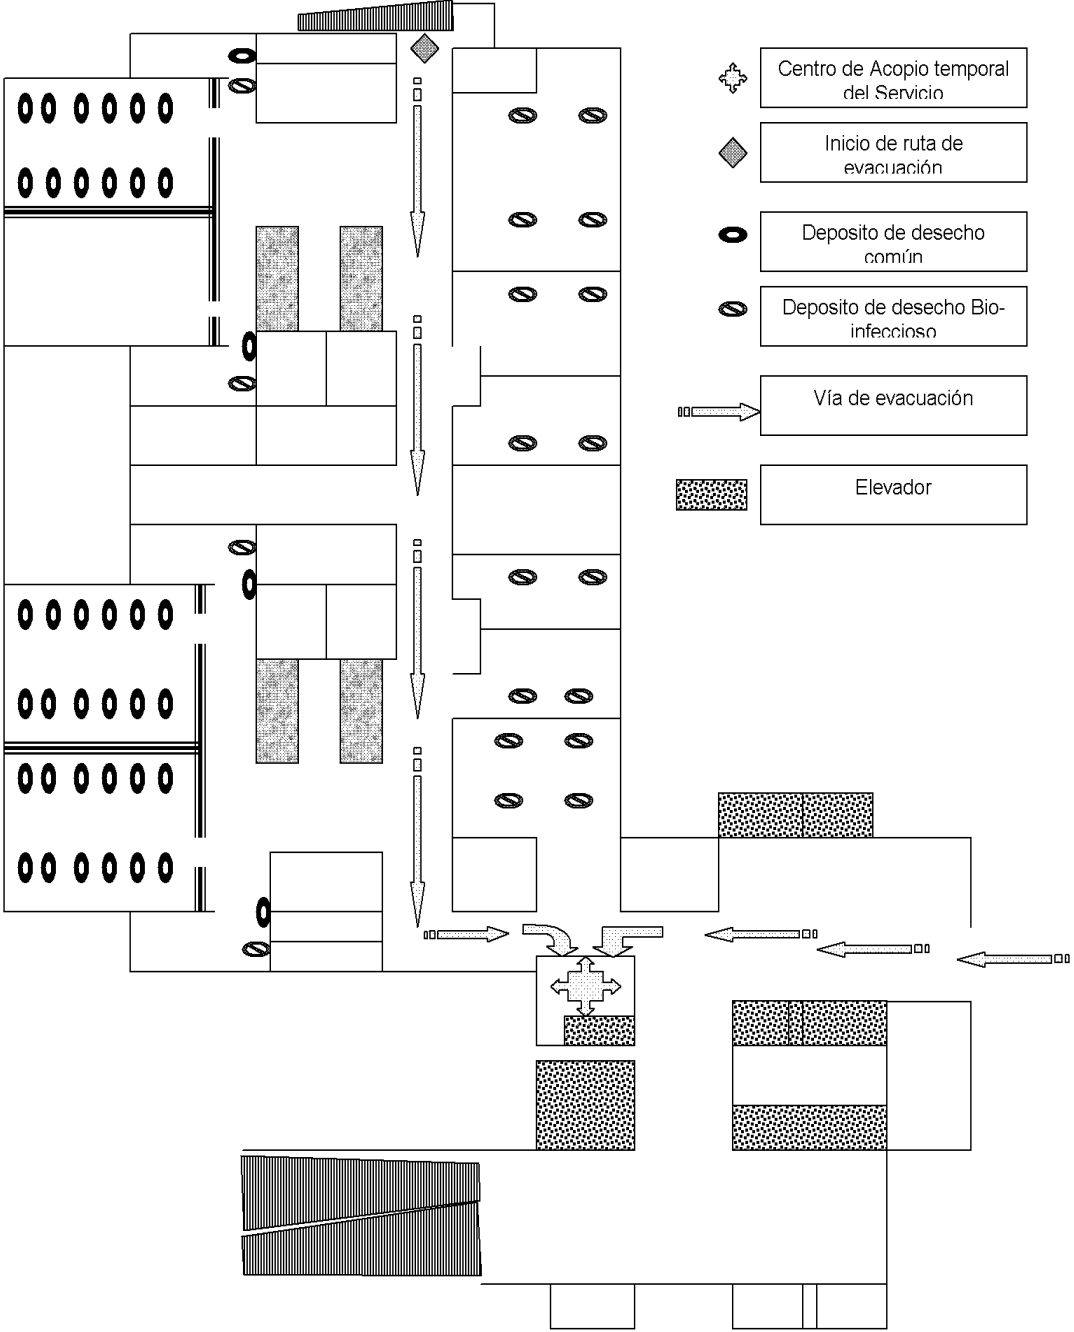 Centro de Acopio temporal
del Servicio
Inicio de ruta de
evacuación
Deposito de desecho
común
Deposito de desecho Bio-
infeccioso
Vía de evacuación
Elevador